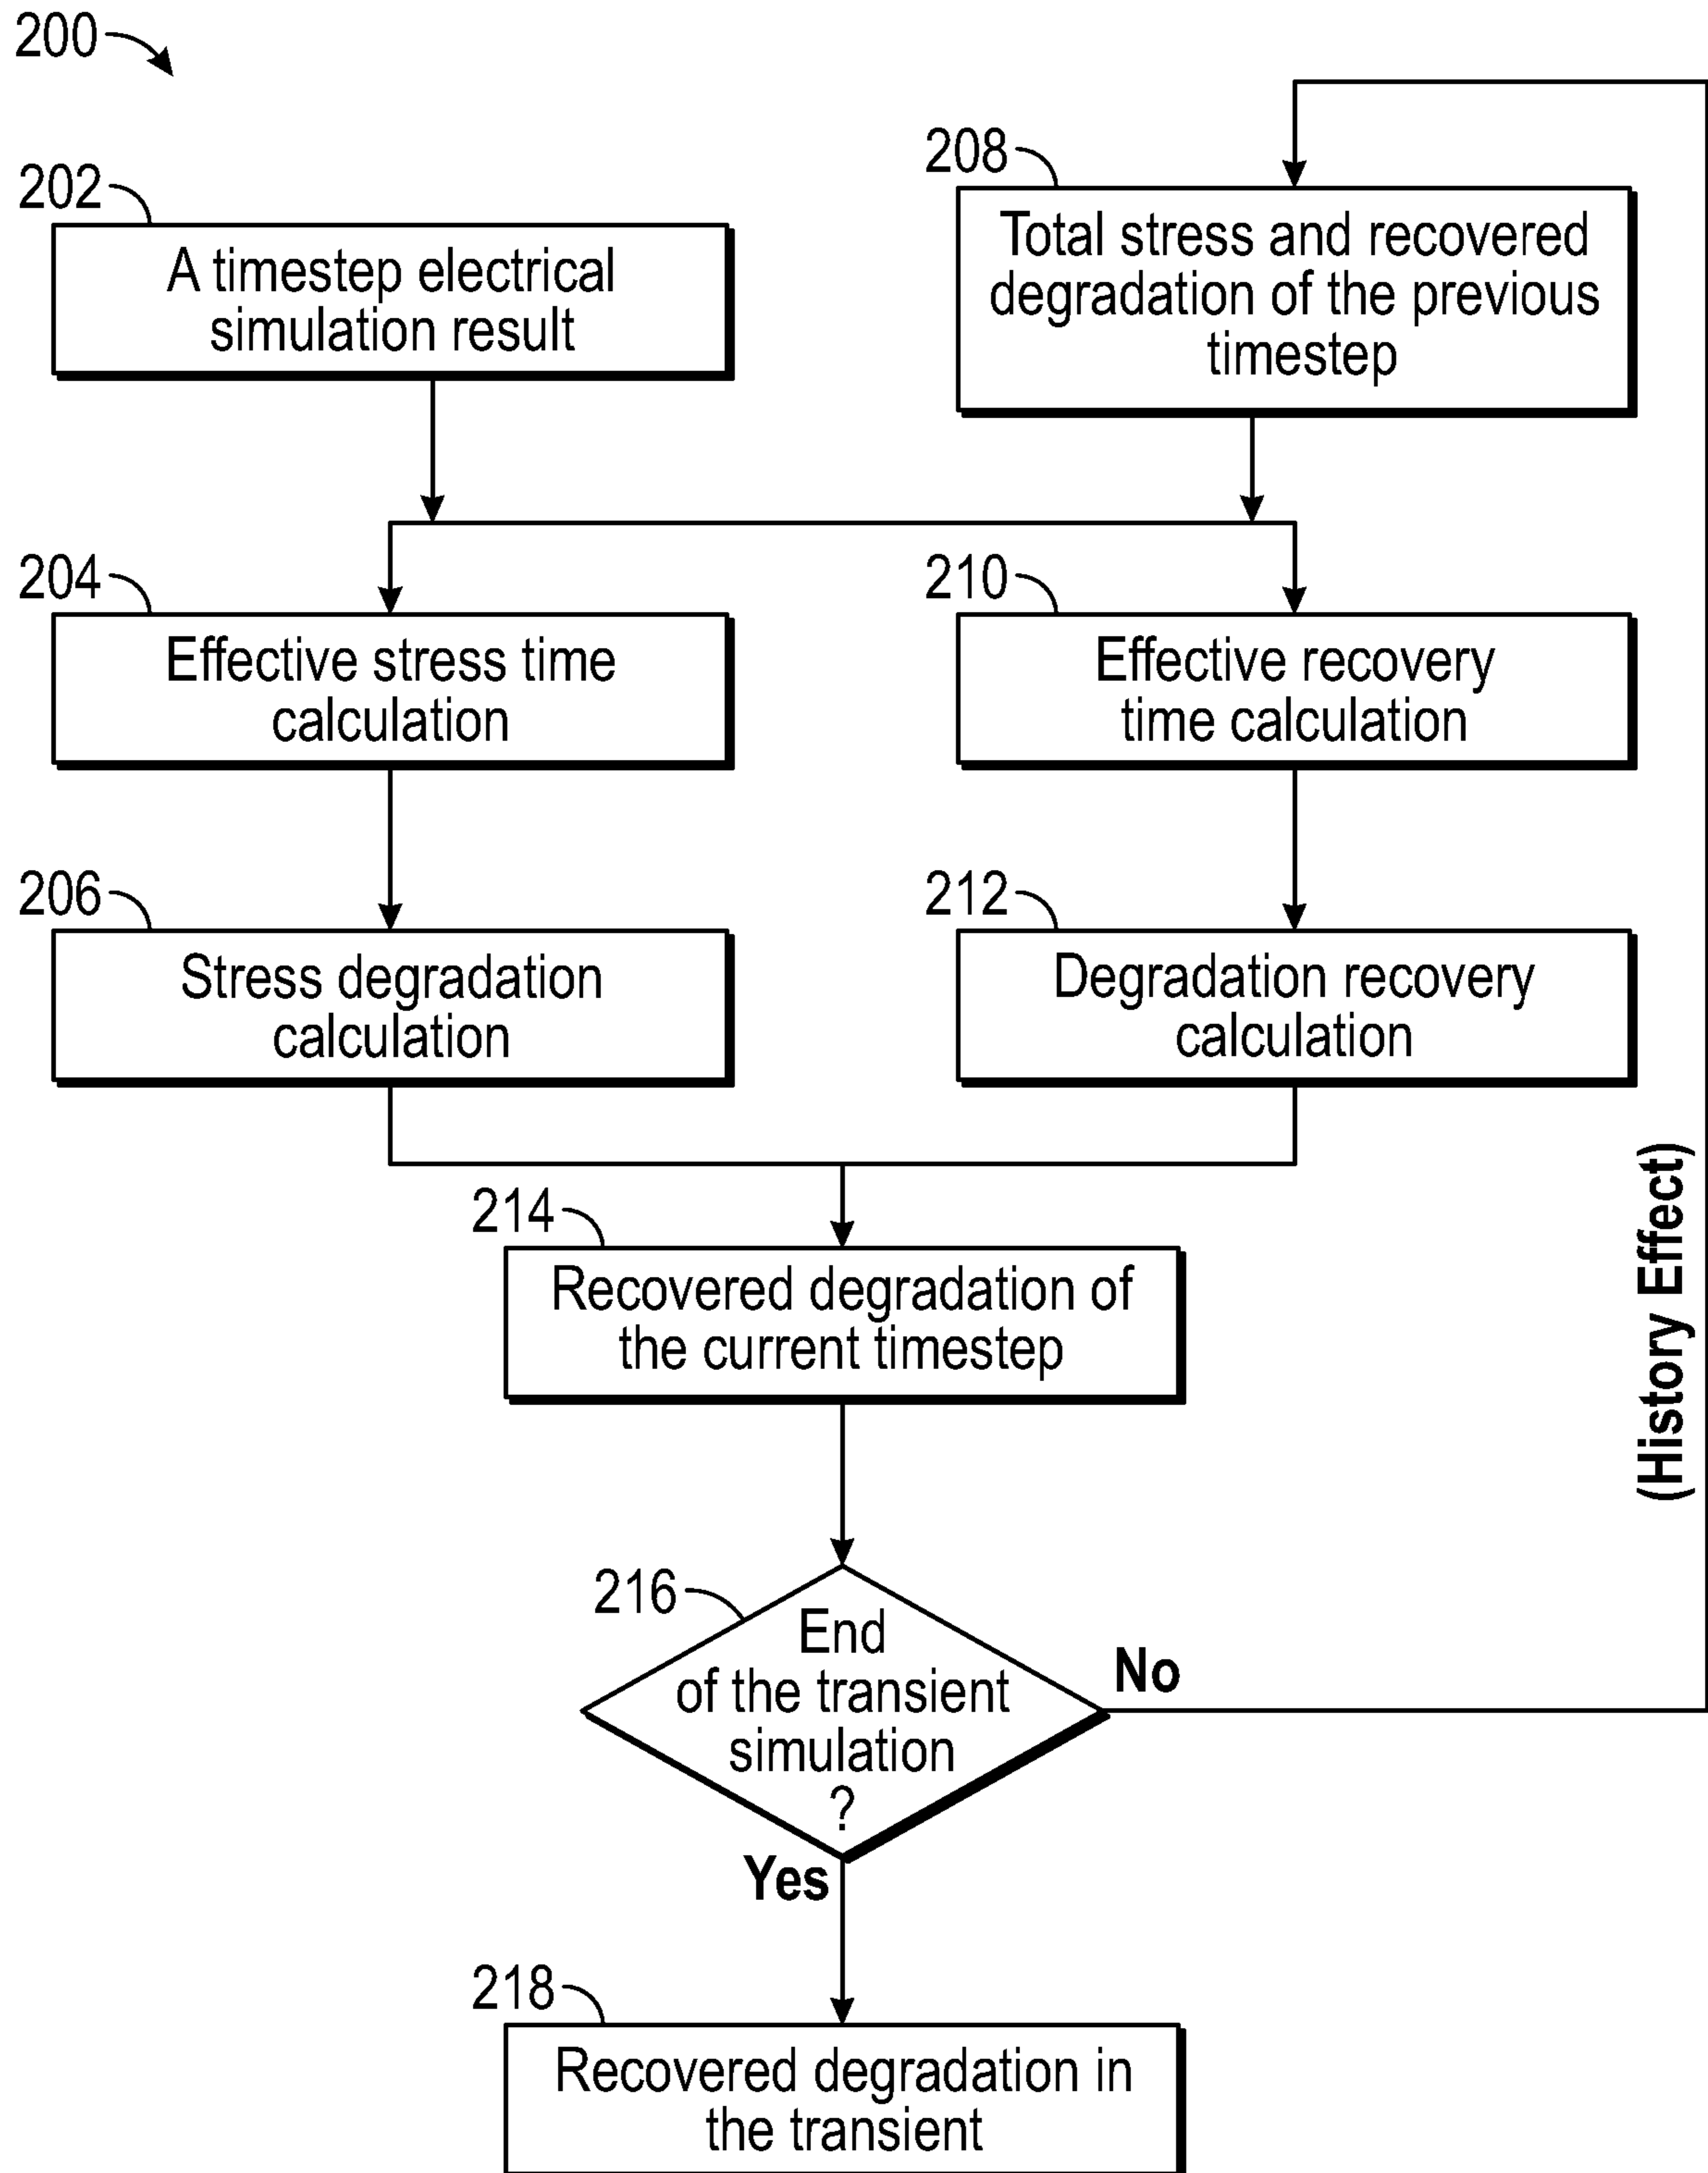 200
202
A timestep electrical
simulation result
208
Total stress and recovered
degradation of the previous
timestep
204
Effective stress time
calculation
210
Effective recovery
time calculation
206
Stress degradation
calculation
212
Degradation recovery
calculation
214
Recovered degradation of
the current timestep
(History Effect)
216
End
of the transient
simulation
?
No
Yes
218
Recovered degradation in
the transient